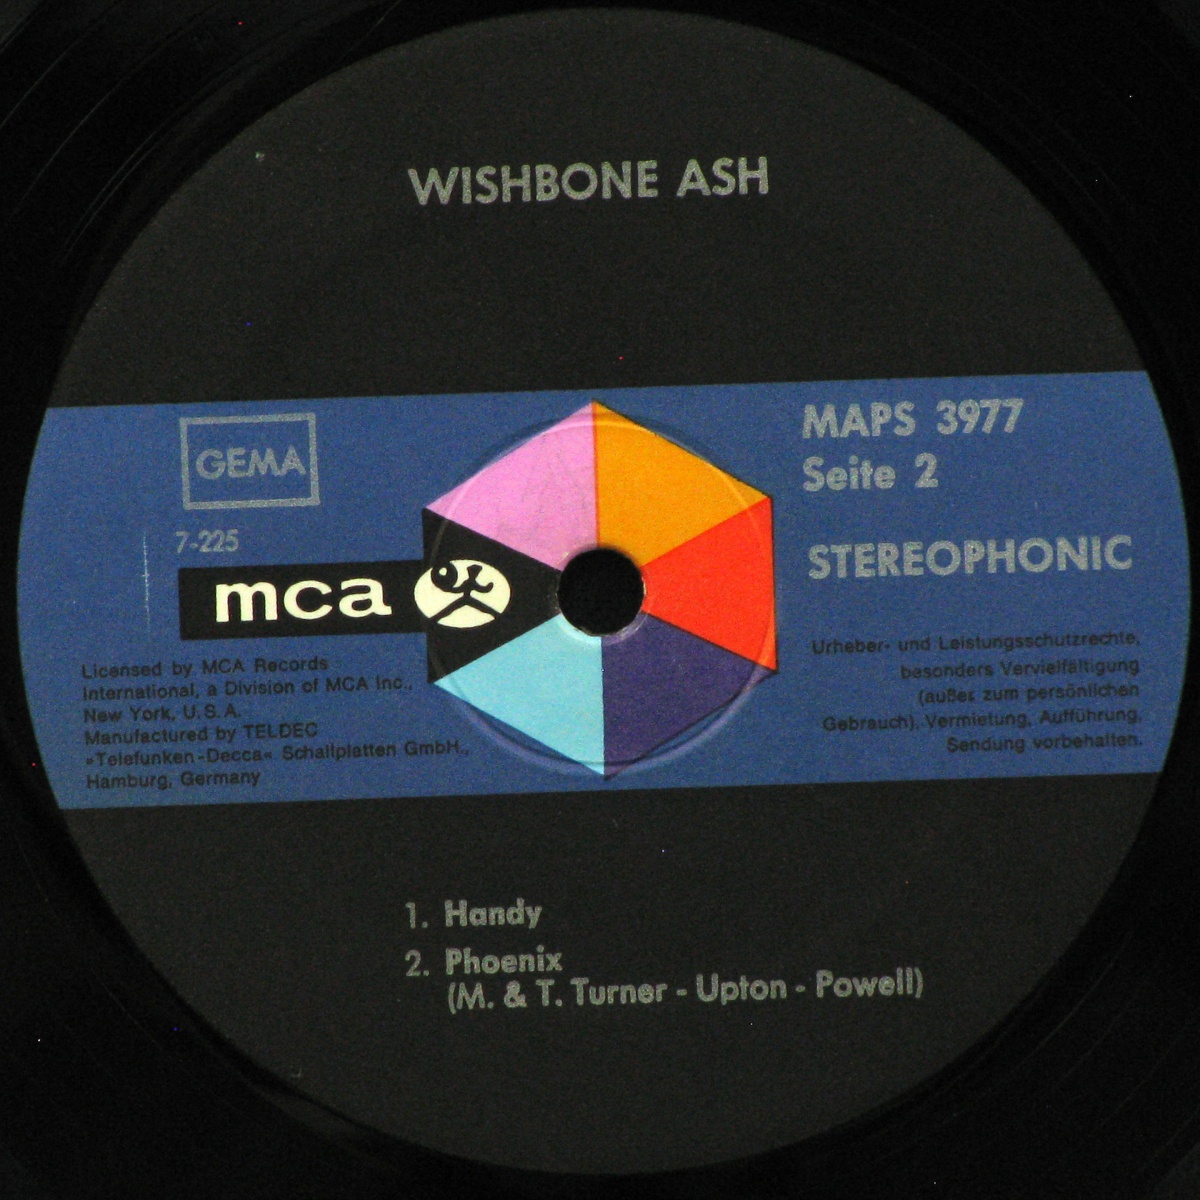 WISHBONE ASH
GEMA
7-225
mca
MAPS 3977
Seite 2
STEREOPHONIC
Licensed by MCA Records
International, a Division of MCA Inc.,
New York, U.S.A.
Manufactured by TELDEC
»Telefunken-Decca« Schallplatten GmbH.,
Hamburg, Germany
Urheber- und Leistungsschutzrechte,
besonders Vervielfältigung
(außer zum persönlichen
Gebrauch), Vermietung, Aufführung,
Sendung vorbehalten.
1. Handy
2. Phoenix
(M. & T. Turner - Upton - Powell)